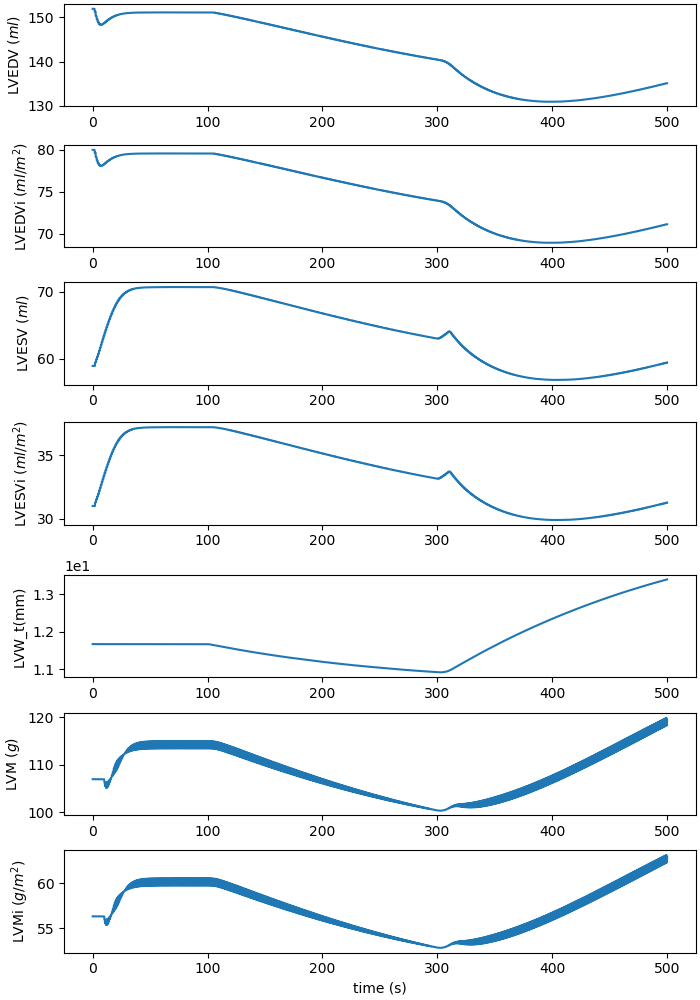 LVEDV (ml)
150
140
130
0 100 200 300 400 500
LVEDVi (ml/m²)
80
75
70
0 100 200 300 400 500
LVESV (ml)
70
60
0 100 200 300 400 500
LVESVi (ml/m²)
35
30
0 100 200 300 400 500
1e1
LVW_t(mm)
1.3
1.2
1.1
0 100 200 300 400 500
LVM (g)
120
110
100
0 100 200 300 400 500
LVMi (g/m²)
60
55
0 100 200 300 400 500
time (s)